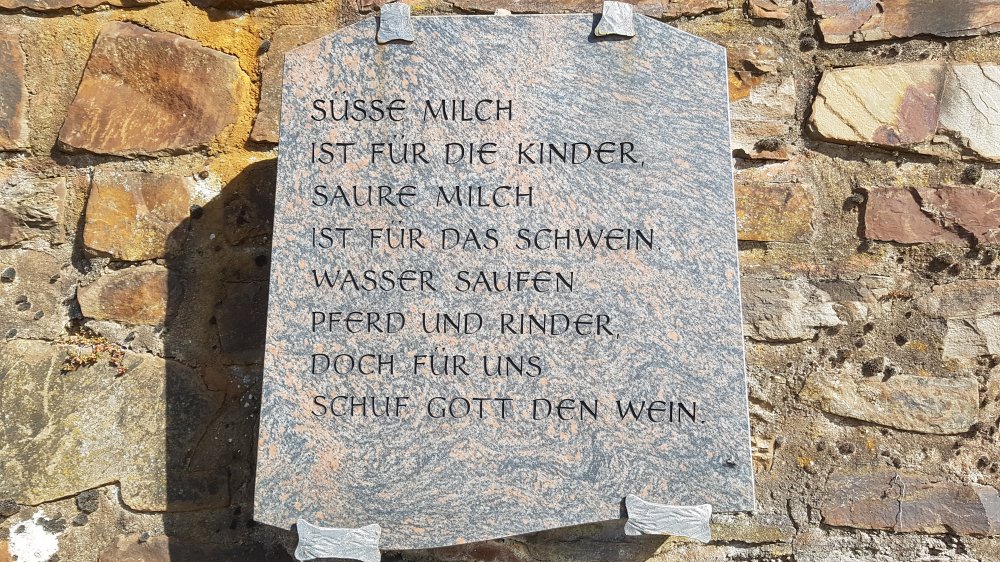 SÜSSE MILCH
IST FÜR DIE KINDER,
SAURE MILCH
IST FÜR DAS SCHWEIN.
WASSER SAUFEN
PFERD UND RINDER,
DOCH FÜR UNS
SCHUF GOTT DEN WEIN.